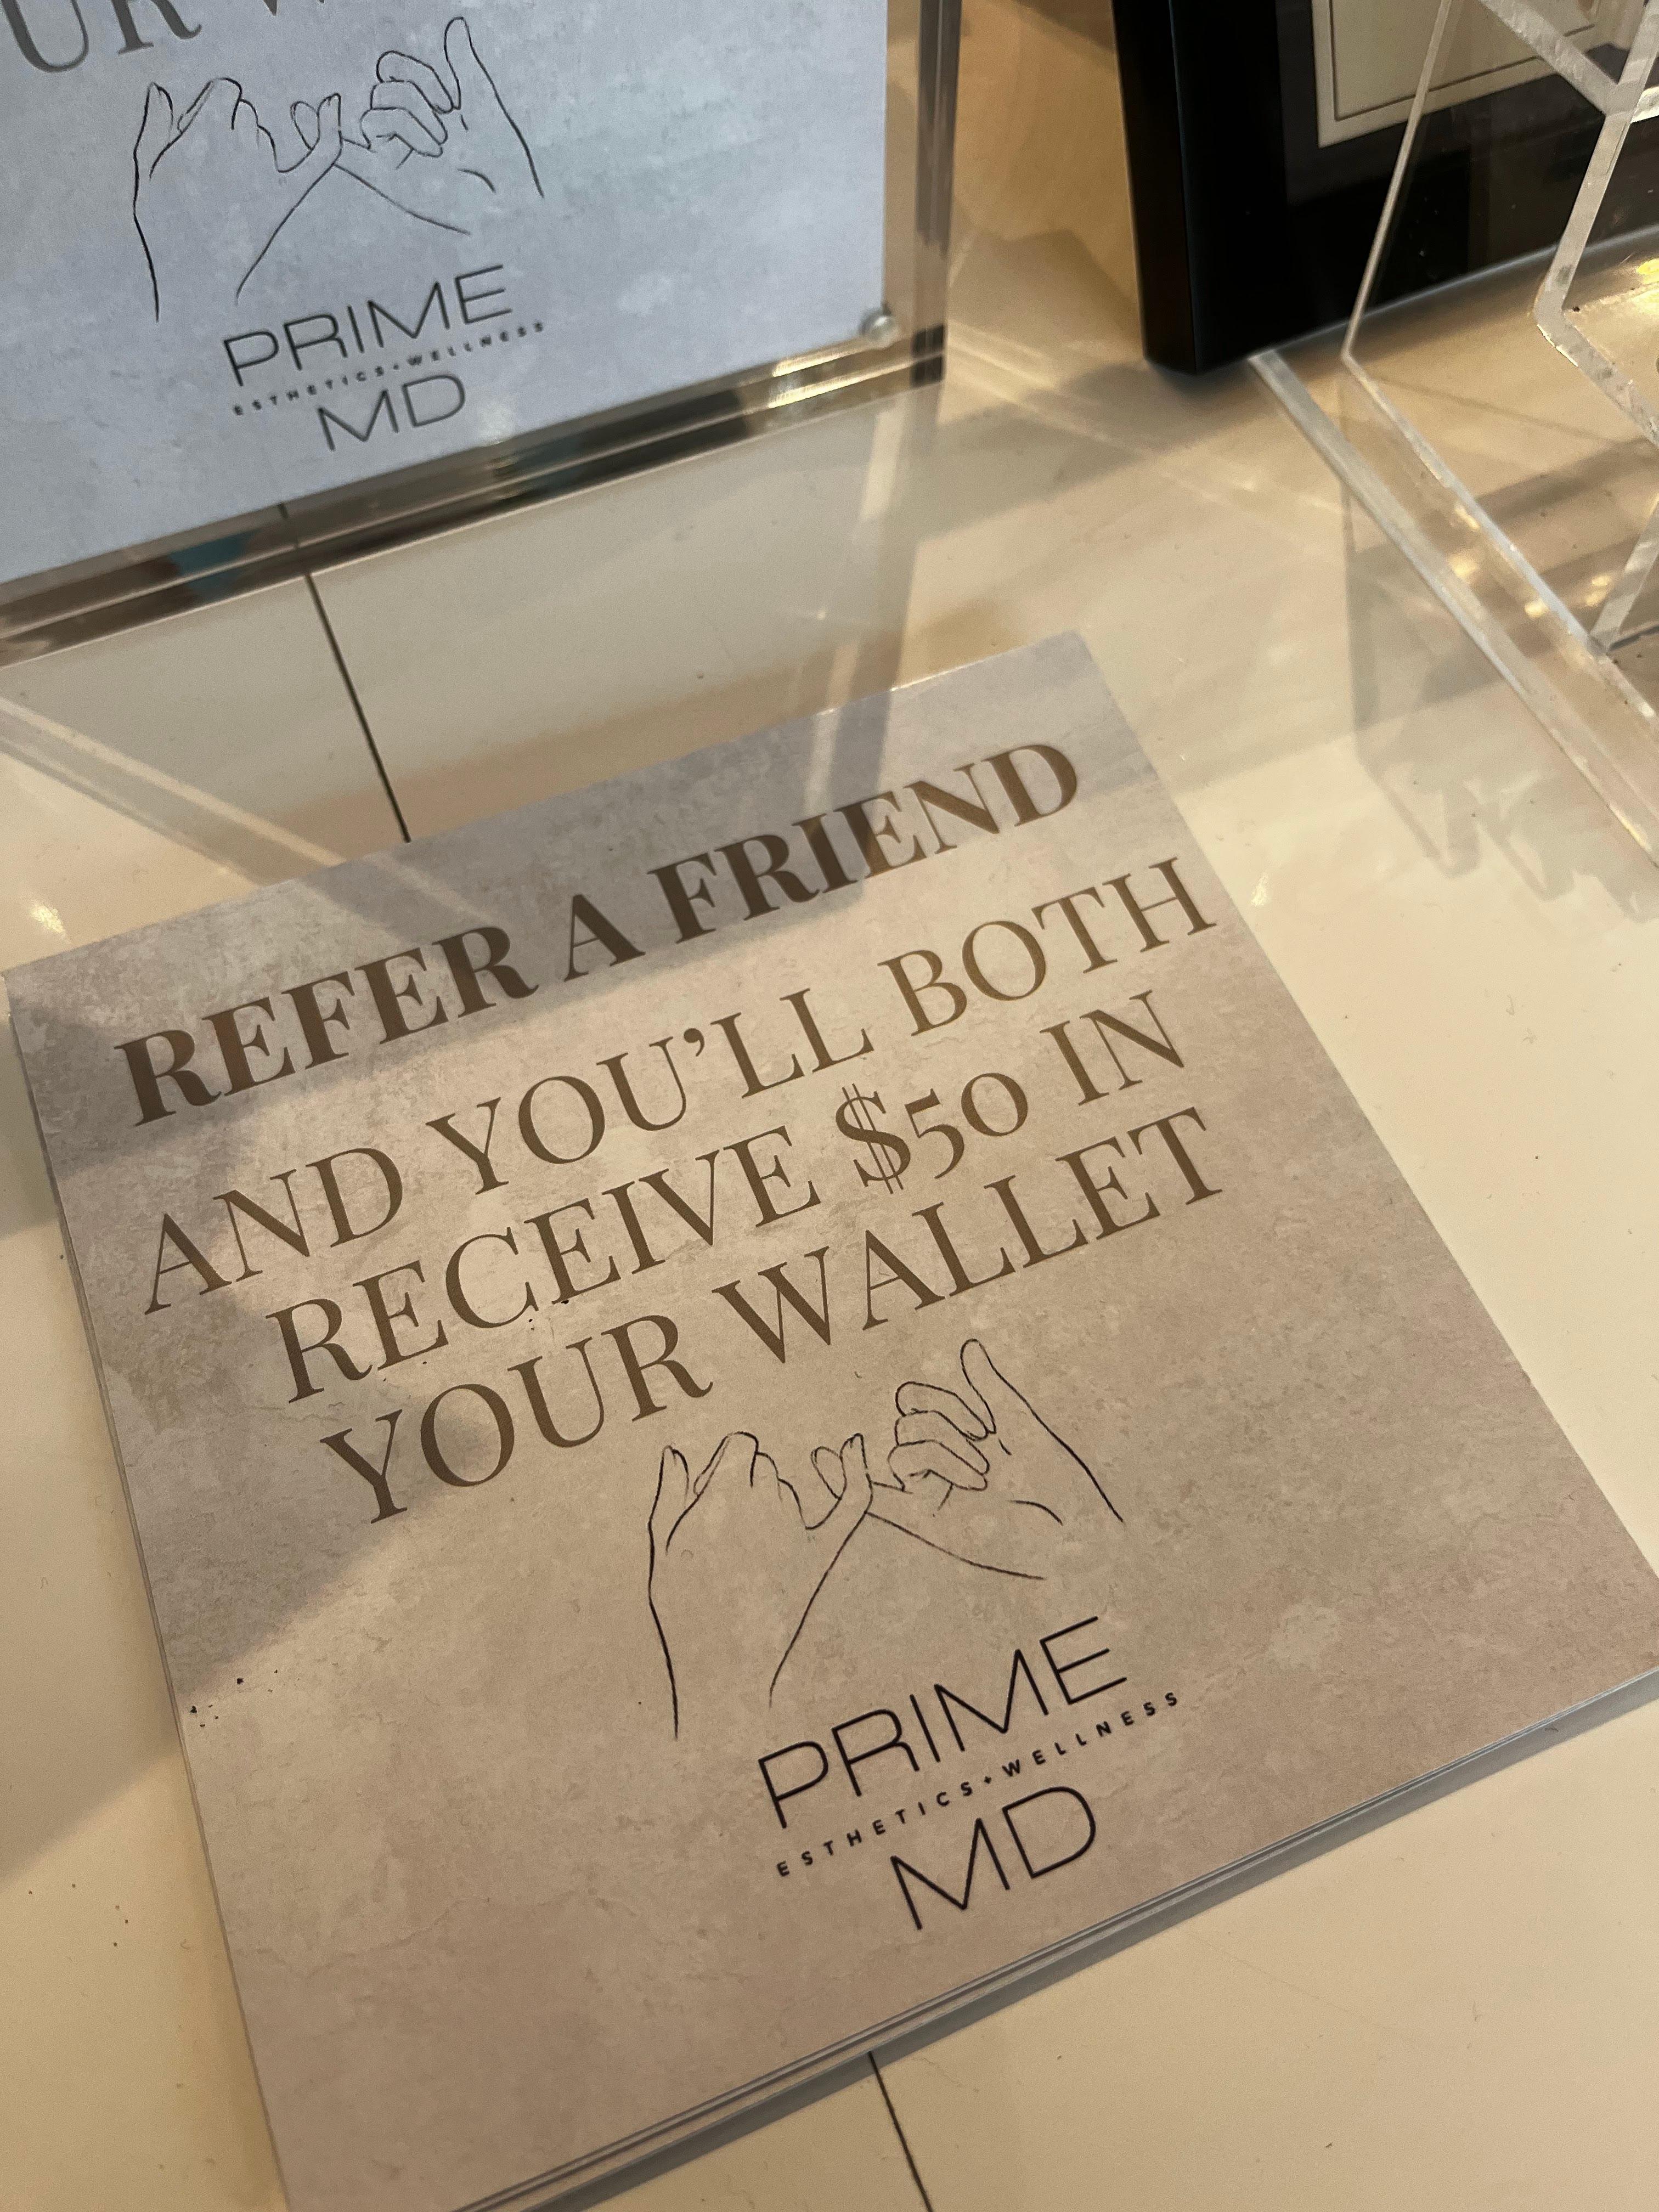 UR
PRIME
ESTHETICS+WELLNESS
MD
REFER A FRIEND
AND YOU'LL BOTH
RECEIVE $50 IN
YOUR WALLET
PRIME
ESTHETICS+WELLNESS
MD